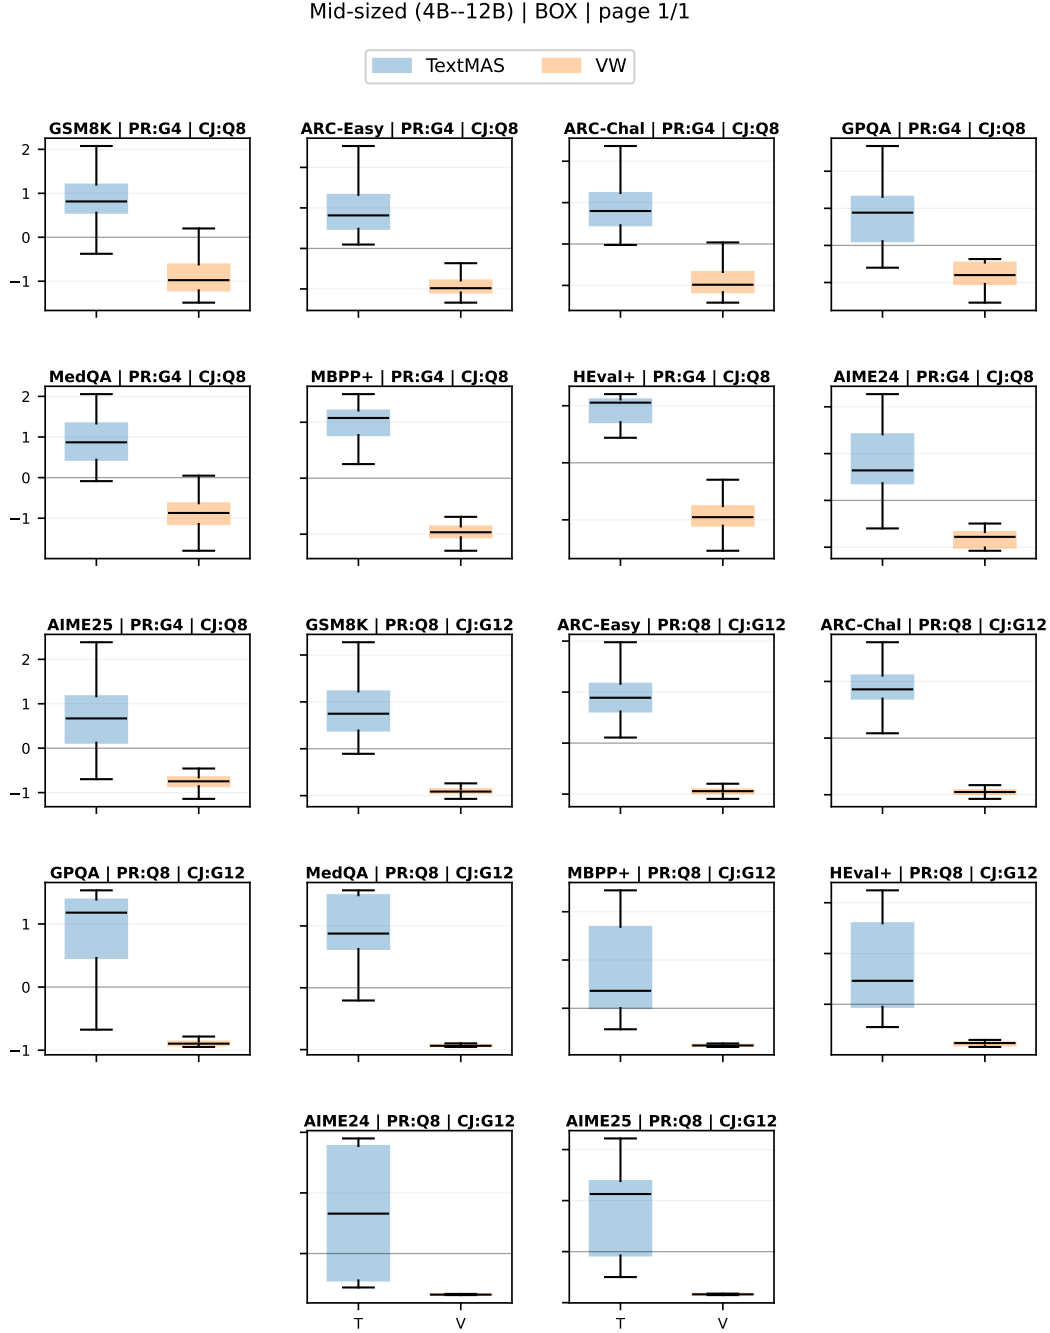 Mid-sized (4B--12B) | BOX | page 1/1
TextMAS VW
GSM8K | PR:G4 | CJ:Q8
ARC-Easy | PR:G4 | CJ:Q8
ARC-Chal | PR:G4 | CJ:Q8
GPQA | PR:G4 | CJ:Q8
2
1
0
−1
MedQA | PR:G4 | CJ:Q8
MBPP+ | PR:G4 | CJ:Q8
HEval+ | PR:G4 | CJ:Q8
AIME24 | PR:G4 | CJ:Q8
2
1
0
−1
AIME25 | PR:G4 | CJ:Q8
GSM8K | PR:Q8 | CJ:G12
ARC-Easy | PR:Q8 | CJ:G12
ARC-Chal | PR:Q8 | CJ:G12
2
1
0
−1
GPQA | PR:Q8 | CJ:G12
MedQA | PR:Q8 | CJ:G12
MBPP+ | PR:Q8 | CJ:G12
HEval+ | PR:Q8 | CJ:G12
1
0
−1
AIME24 | PR:Q8 | CJ:G12
AIME25 | PR:Q8 | CJ:G12
T V T V